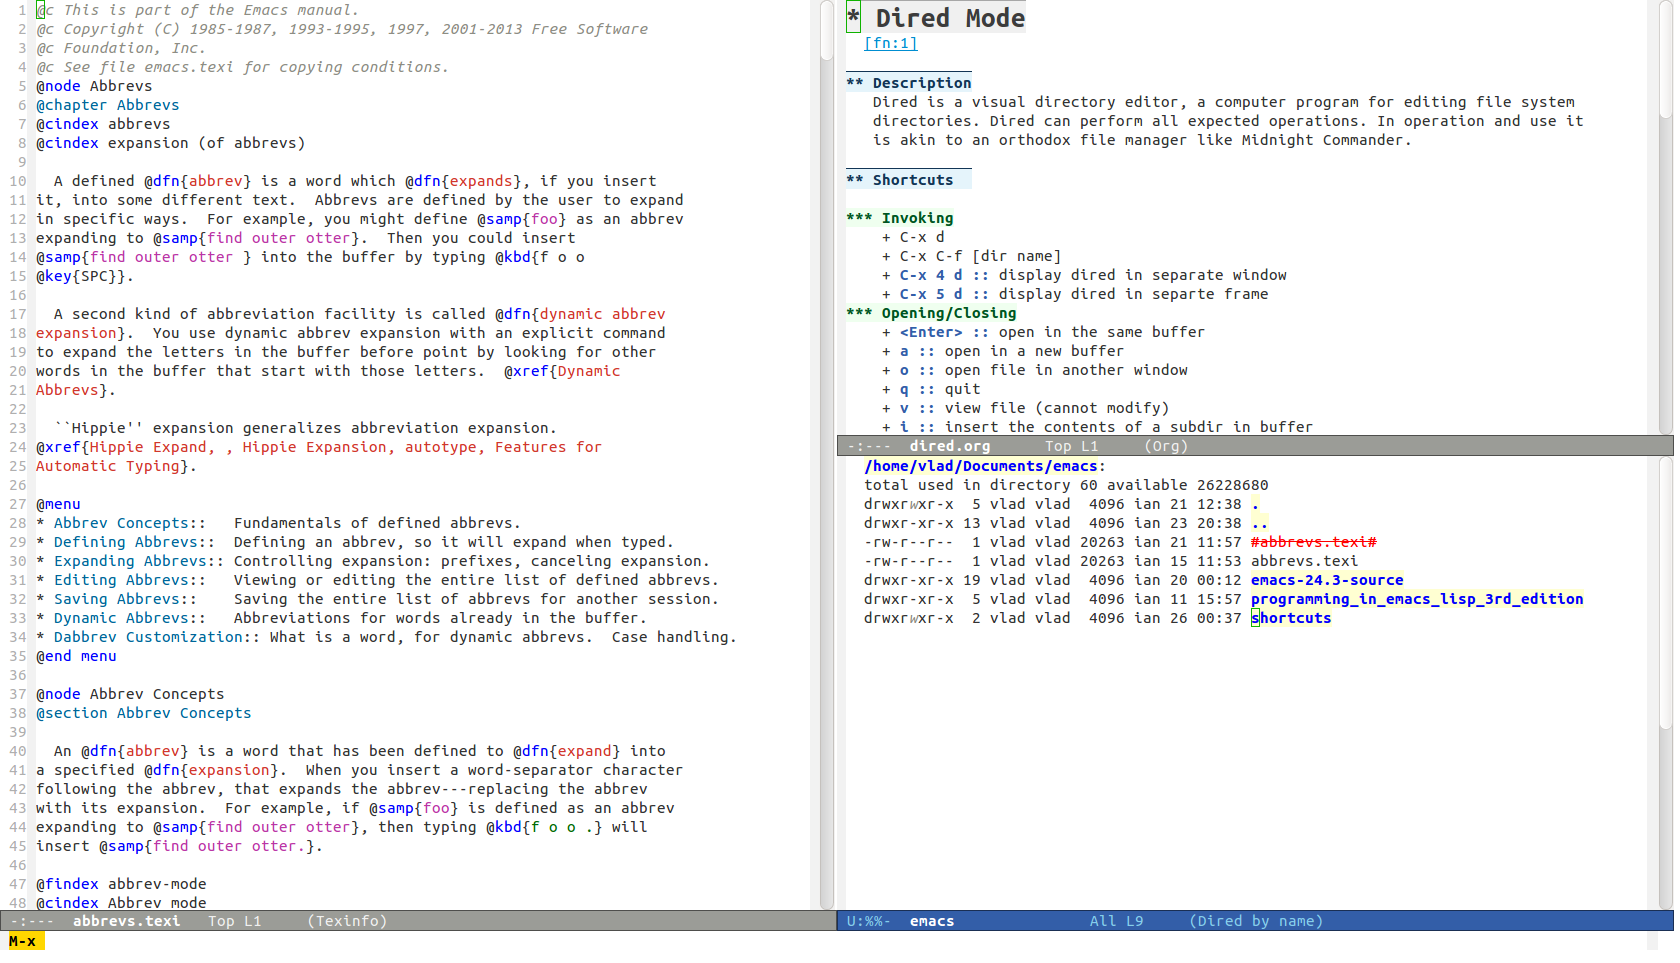 1 @c This is part of the Emacs manual.
2 @c Copyright (C) 1985-1987, 1993-1995, 1997, 2001-2013 Free Software
3 @c Foundation, Inc.
4 @c See file emacs.texi for copying conditions.
5 @node Abbrevs
6 @chapter Abbrevs
7 @cindex abbrevs
8 @cindex expansion (of abbrevs)
9
10   A defined @dfn{abbrev} is a word which @dfn{expands}, if you insert
11 it, into some different text.  Abbrevs are defined by the user to expand
12 in specific ways.  For example, you might define @samp{foo} as an abbrev
13 expanding to @samp{find outer otter}.  Then you could insert
14 @samp{find outer otter } into the buffer by typing @kbd{f o o
15 @key{SPC}}.
16
17   A second kind of abbreviation facility is called @dfn{dynamic abbrev
18 expansion}.  You use dynamic abbrev expansion with an explicit command
19 to expand the letters in the buffer before point by looking for other
20 words in the buffer that start with those letters.  @xref{Dynamic
21 Abbrevs}.
22
23   ``Hippie'' expansion generalizes abbreviation expansion.
24 @xref{Hippie Expand, , Hippie Expansion, autotype, Features for
25 Automatic Typing}.
26
27 @menu
28 * Abbrev Concepts::   Fundamentals of defined abbrevs.
29 * Defining Abbrevs::  Defining an abbrev, so it will expand when typed.
30 * Expanding Abbrevs:: Controlling expansion: prefixes, canceling expansion.
31 * Editing Abbrevs::   Viewing or editing the entire list of defined abbrevs.
32 * Saving Abbrevs::    Saving the entire list of abbrevs for another session.
33 * Dynamic Abbrevs::   Abbreviations for words already in the buffer.
34 * Dabbrev Customization:: What is a word, for dynamic abbrevs.  Case handling.
35 @end menu
36
37 @node Abbrev Concepts
38 @section Abbrev Concepts
39
40   An @dfn{abbrev} is a word that has been defined to @dfn{expand} into
41 a specified @dfn{expansion}.  When you insert a word-separator character
42 following the abbrev, that expands the abbrev---replacing the abbrev
43 with its expansion.  For example, if @samp{foo} is defined as an abbrev
44 expanding to @samp{find outer otter}, then typing @kbd{f o o .} will
45 insert @samp{find outer otter.}.
46
47 @findex abbrev-mode
48 @cindex Abbrev mode
-:---  abbrevs.texi   Top L1     (Texinfo)
* Dired Mode
[fn:1]
** Description
Dired is a visual directory editor, a computer program for editing file system
directories. Dired can perform all expected operations. In operation and use it
is akin to an orthodox file manager like Midnight Commander.
** Shortcuts
*** Invoking
+ C-x d
+ C-x C-f [dir name]
+ C-x 4 d :: display dired in separate window
+ C-x 5 d :: display dired in separte frame
*** Opening/Closing
+ <Enter> :: open in the same buffer
+ a :: open in a new buffer
+ o :: open file in another window
+ q :: quit
+ v :: view file (cannot modify)
+ i :: insert the contents of a subdir in buffer
-:---  dired.org      Top L1     (Org)
/home/vlad/Documents/emacs:
total used in directory 60 available 26228680
drwxrwxr-x  5 vlad vlad  4096 ian 21 12:38 .
drwxr-xr-x 13 vlad vlad  4096 ian 23 20:38 ..
-rw-r--r--  1 vlad vlad 20263 ian 21 11:57 #abbrevs.texi#
-rw-r--r--  1 vlad vlad 20263 ian 15 11:53 abbrevs.texi
drwxr-xr-x 19 vlad vlad  4096 ian 20 00:12 emacs-24.3-source
drwxr-xr-x  5 vlad vlad  4096 ian 11 15:57 programming_in_emacs_lisp_3rd_edition
drwxrwxr-x  2 vlad vlad  4096 ian 26 00:37 shortcuts
U:%%-  emacs               All L9     (Dired by name)
M-x